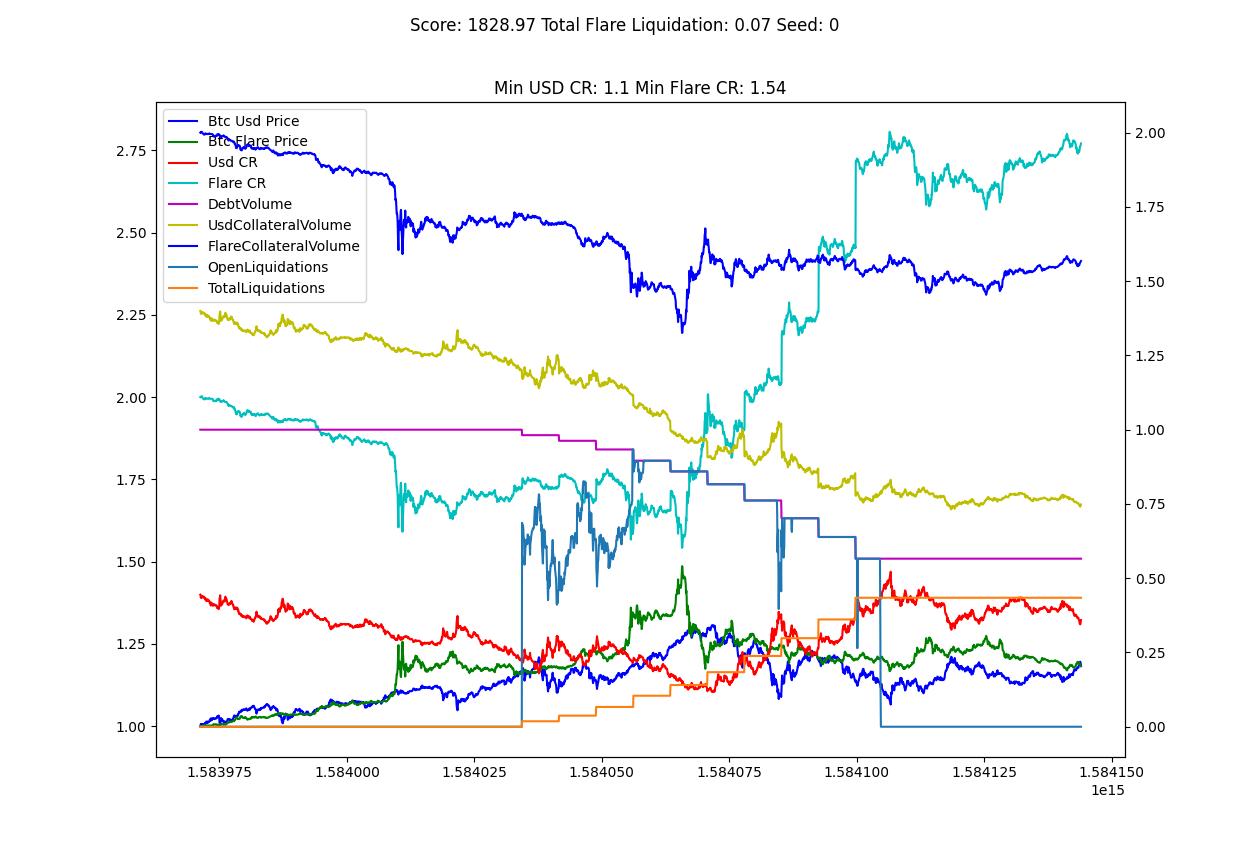 Score: 1828.97 Total Flare Liquidation: 0.07 Seed: 0
Min USD CR: 1.1 Min Flare CR: 1.54
Btc Usd Price
Btc Flare Price
Usd CR
Flare CR
DebtVolume
UsdCollateralVolume
FlareCollateralVolume
OpenLiquidations
TotalLiquidations
2.75
2.50
2.25
2.00
1.75
1.50
1.25
1.00
2.00
1.75
1.50
1.25
1.00
0.75
0.50
0.25
0.00
1.583975
1.584000
1.584025
1.584050
1.584075
1.584100
1.584125
1.584150
1e15